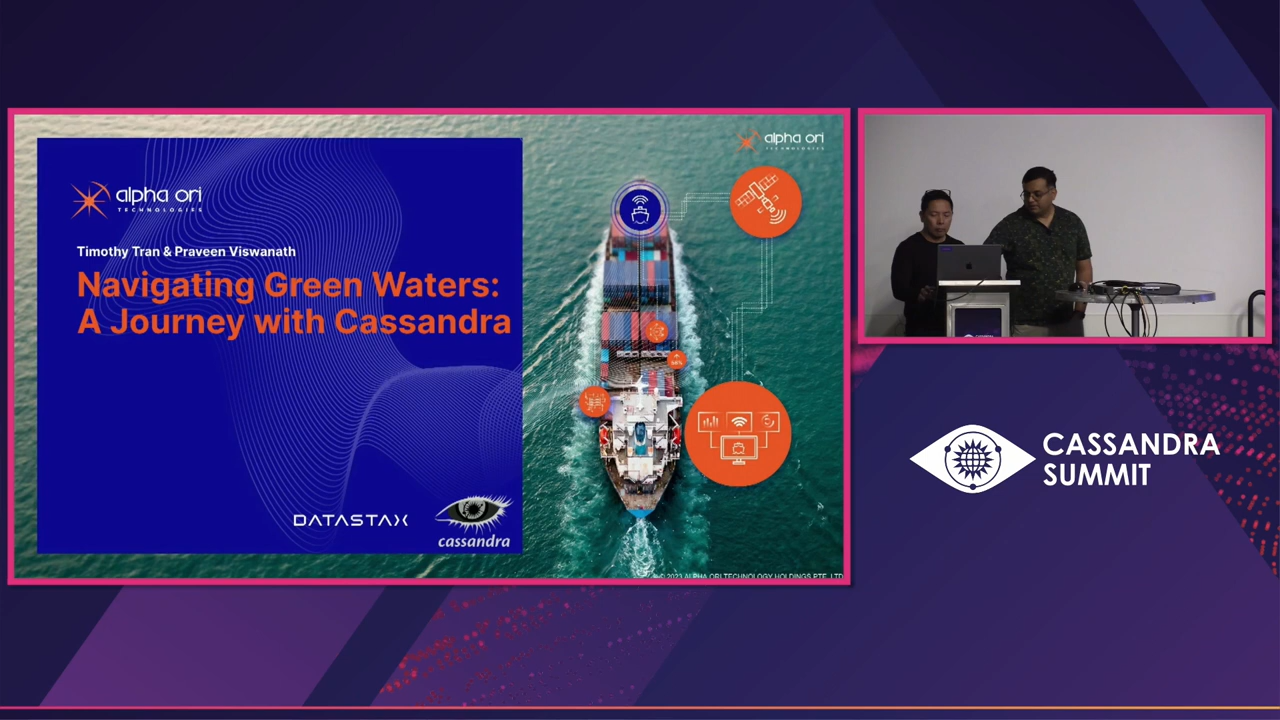 alpha ori
TECHNOLOGIES
Timothy Tran & Praveen Viswanath
Navigating Green Waters:
A Journey with Cassandra
DATASTAX
cassandra
alpha ori
TECHNOLOGIES
© 2023 ALPHA ORI TECHNOLOGY HOLDINGS PTE. LTD
CASSANDRA
SUMMIT